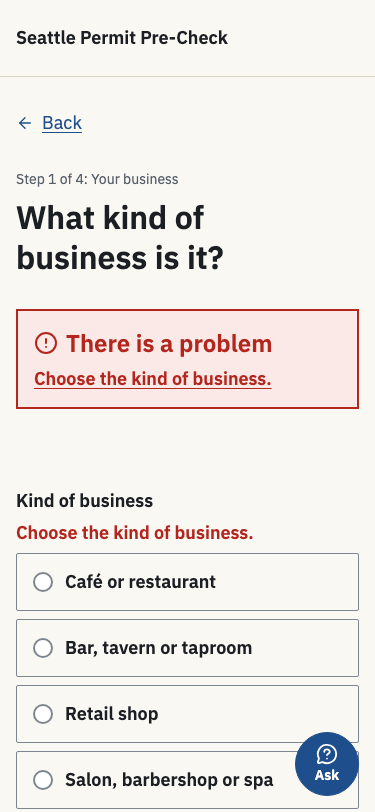 Seattle Permit Pre-Check
Back
Step 1 of 4: Your business
What kind of
business is it?
There is a problem
Choose the kind of business.
Kind of business
Choose the kind of business.
Café or restaurant
Bar, tavern or taproom
Retail shop
Salon, barbershop or spa
Ask